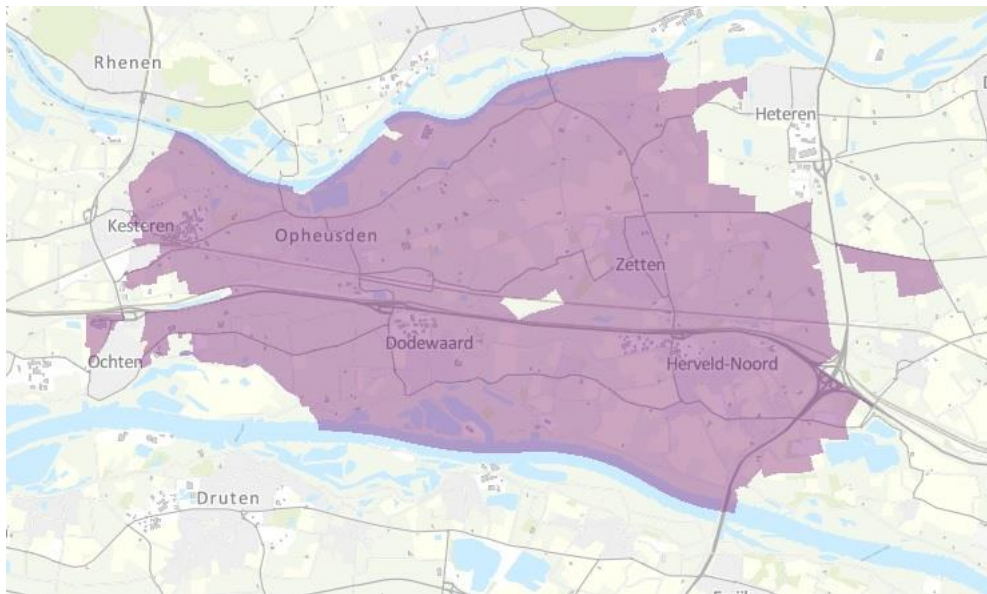 Rhenen
D
Heteren
Kesteren
Opheusden
Zetten
Dodewaard
Ochten
Herveld-Noord
Druten